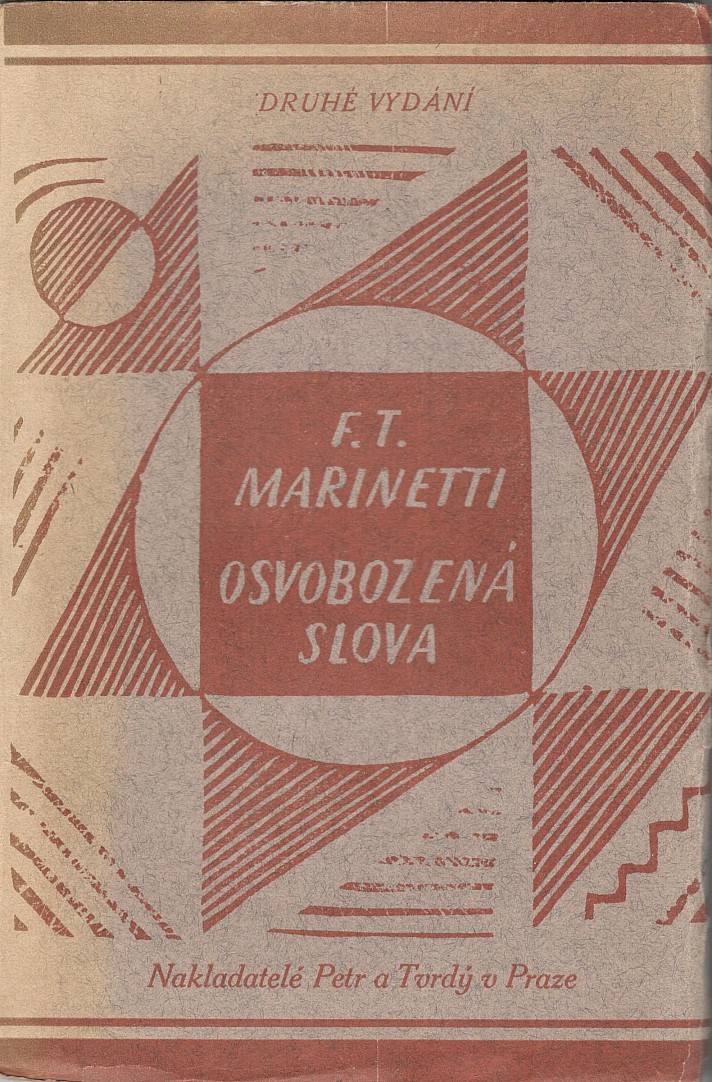 DRUHÉ VYDÁNÍ
F. T.
MARINETTI
OSVOBOZENÁ
SLOVA
Nakladatelé Petr a Tvrdý v Praze